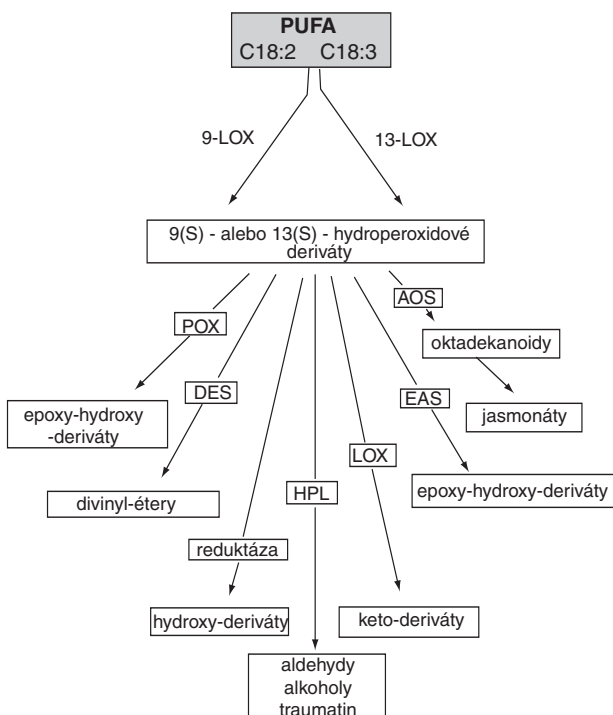 PUFA
C18:2 C18:3
9-LOX
13-LOX
9(S) - alebo 13(S) - hydroperoxidové
deriváty
AOS
POX
oktadekanoidy
DES
EAS
jasmonáty
epoxy-hydroxy
-deriváty
LOX
HPL
epoxy-hydroxy-deriváty
divinyl-étery
reduktáza
hydroxy-deriváty
keto-deriváty
aldehydy
alkoholy
traumatin